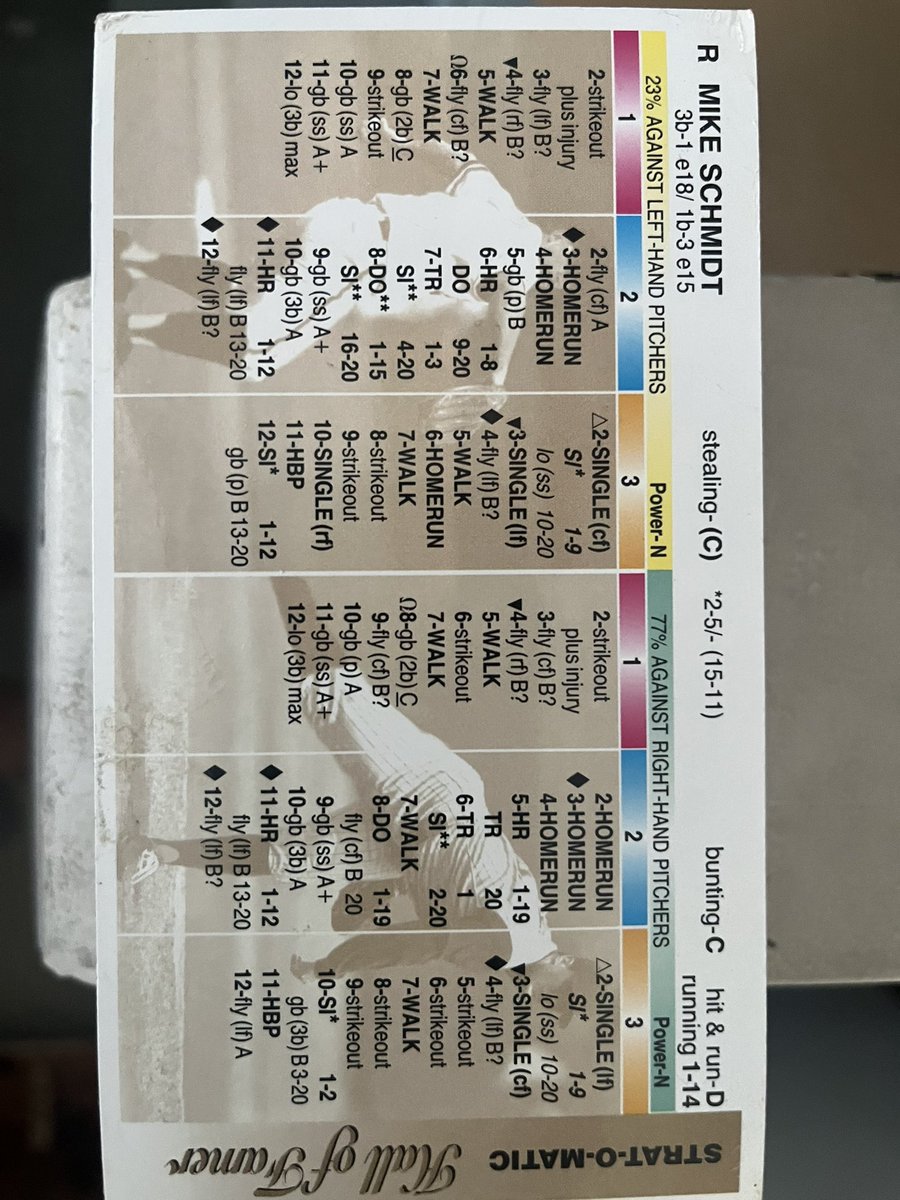 R MIKE SCHMIDT stealing- (C) *2-5/- (15-11) bunting-C hit & run-D
3b-1 e18/ 1b-3 e15 running 1-14
23% AGAINST LEFT-HAND PITCHERS Power- N
1 2 3
2-strikeout
plus injury
3-fly (lf) B?
▼4-fly (rf) B?
5-WALK
Ω6-fly (cf) B?
7-WALK
8-gb (2b) C
9-strikeout
10-gb (ss) A
11-gb (ss) A+
12-lo (3b) max
2-fly (cf) A
◆3-HOMERUN
4-HOMERUN
5-gb (p) B
6-HR 1-8
DO 9-20
7-TR 1-3
SI** 4-20
8-DO** 1-15
SI** 16-20
9-gb (ss) A+
10-gb (3b) A
◆11-HR 1-12
fly (lf) B 13-20
◆12-fly (lf) B?
△2-SINGLE (cf)
SI* 1-9
lo (ss) 10-20
▼3-SINGLE (lf)
◆4-fly (lf) B?
5-WALK
6-HOMERUN
7-WALK
8-strikeout
9-strikeout
10-SINGLE (rf)
11-HBP
12-SI* 1-12
gb (p) B 13-20
77% AGAINST RIGHT-HAND PITCHERS Power-N
1 2 3
2-strikeout
plus injury
3-fly (cf) B?
▼4-fly (rf) B?
5-WALK
6-strikeout
7-WALK
Ω8-gb (2b) C
9-fly (cf) B?
10-gb (p) A
11-gb (ss) A+
12-lo (3b) max
2-HOMERUN
◆3-HOMERUN
4-HOMERUN
5-HR 1-19
TR 20
6-TR 1
SI** 2-20
7-WALK
8-DO 1-19
fly (cf) B 20
9-gb (ss) A+
10-gb (3b) A
◆11-HR 1-12
fly (lf) B 13-20
◆12-fly (lf) B?
△2-SINGLE (lf)
SI* 1-9
lo (ss) 10-20
▼3-SINGLE (cf)
◆4-fly (lf) B?
5-strikeout
6-strikeout
7-WALK
8-strikeout
9-strikeout
10-SI* 1-2
gb (3b) B 3-20
11-HBP
12-fly (lf) A
STRAT-O-MATIC
Hall of Famer